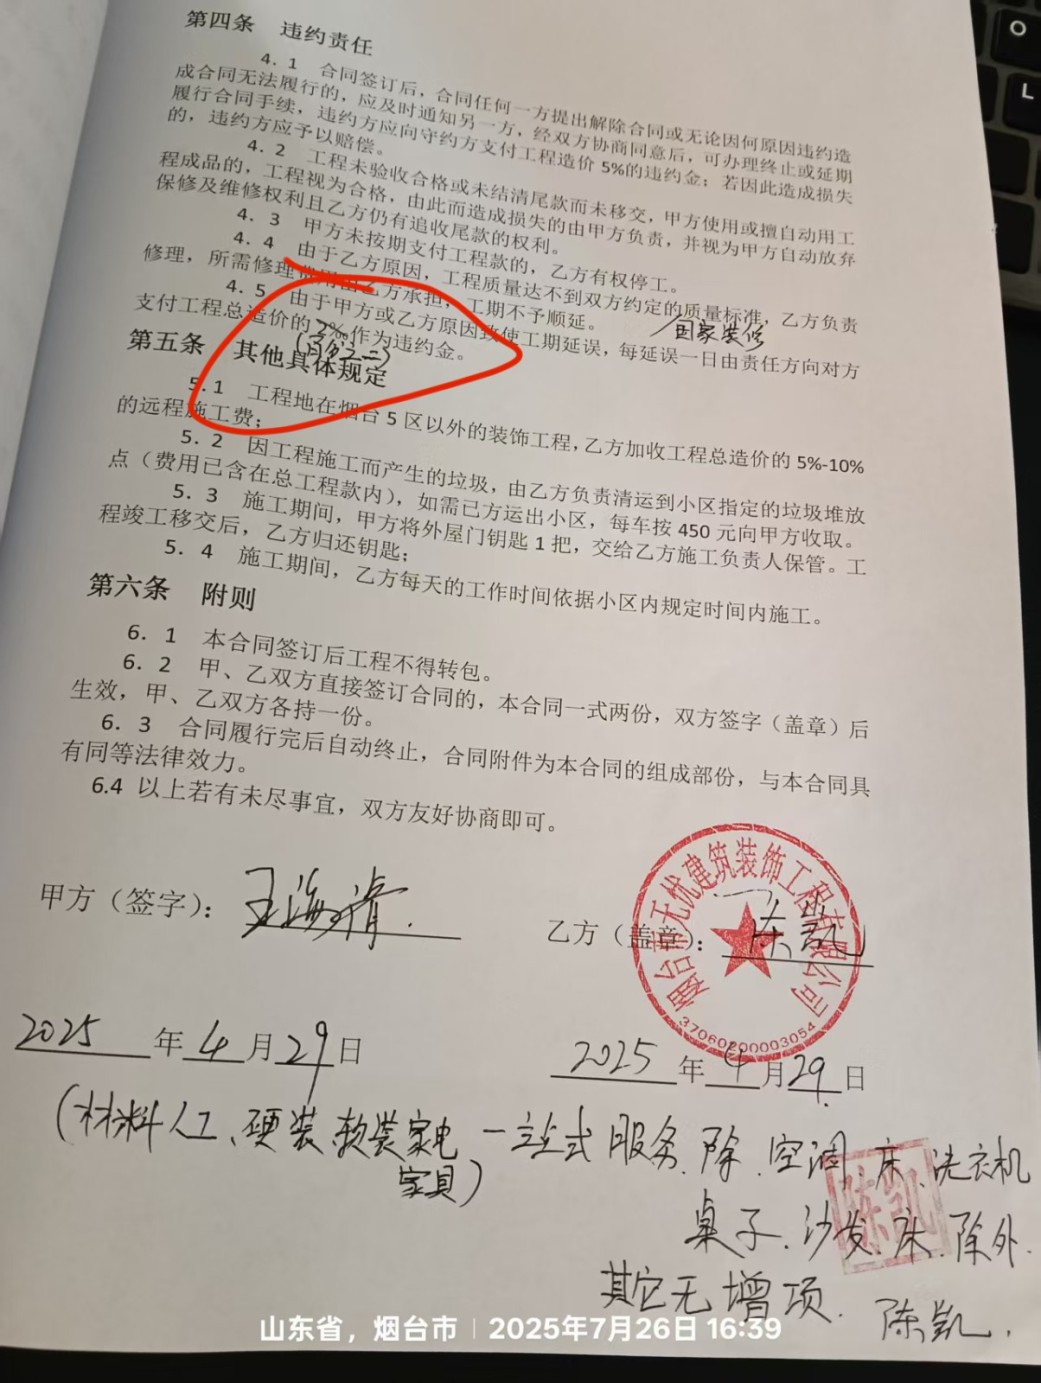 第四条 违约责任
4.1 合同签订后，合同任何一方提出解除合同或无论因何原因违约造
成合同无法履行的，应及时通知另一方，经双方协商同意后，可办理终止或延期
履行合同手续，违约方应向守约方支付工程造价 5%的违约金；若因此造成损失
的，违约方应予以赔偿。
4.2 工程未验收合格或未结清尾款而未移交，甲方使用或擅自动用工
程成品的，工程视为合格，由此而造成损失的由甲方负责，并视为甲方自动放弃
保修及维修权利且乙方仍有追收尾款的权利。
4.3 甲方未按期支付工程款的，乙方有权停工。
4.4 由于乙方原因，工程质量达不到双方约定的质量标准，乙方负责
修理，所需修理费用由乙方承担，工期不予顺延。
国家装修
4.5 由于甲方或乙方原因致使工期延误，每延误一日由责任方向对方
支付工程总造价的 2‰作为违约金。
第五条 其他具体规定
5.1 工程地在烟台 5 区以外的装饰工程，乙方加收工程总造价的 5%-10%
的远程施工费；
5.2 因工程施工而产生的垃圾，由乙方负责清运到小区指定的垃圾堆放
点（费用已含在总工程款内），如需已方运出小区，每车按 450 元向甲方收取。
5.3 施工期间，甲方将外屋门钥匙 1 把，交给乙方施工负责人保管。工
程竣工移交后，乙方归还钥匙；
5.4 施工期间，乙方每天的工作时间依据小区内规定时间内施工。
第六条 附则
6.1 本合同签订后工程不得转包。
6.2 甲、乙双方直接签订合同的，本合同一式两份，双方签字（盖章）后
生效，甲、乙双方各持一份。
6.3 合同履行完后自动终止，合同附件为本合同的组成部份，与本合同具
有同等法律效力。
6.4 以上若有未尽事宜，双方友好协商即可。
甲方（签字）：王海清
乙方（盖章）：陈凯
烟台市无忧建筑装饰工程有限公司
37060200003054
2025 年 4 月 29 日
2025 年 4 月 29 日
（材料人工、硬装、软装家电 一站式服务、除、空调、床、洗衣机
家具）
桌子、沙发、床、除外.
陈凯
其它无增项. 陈凯.
山东省，烟台市 | 2025年7月26日 16:39